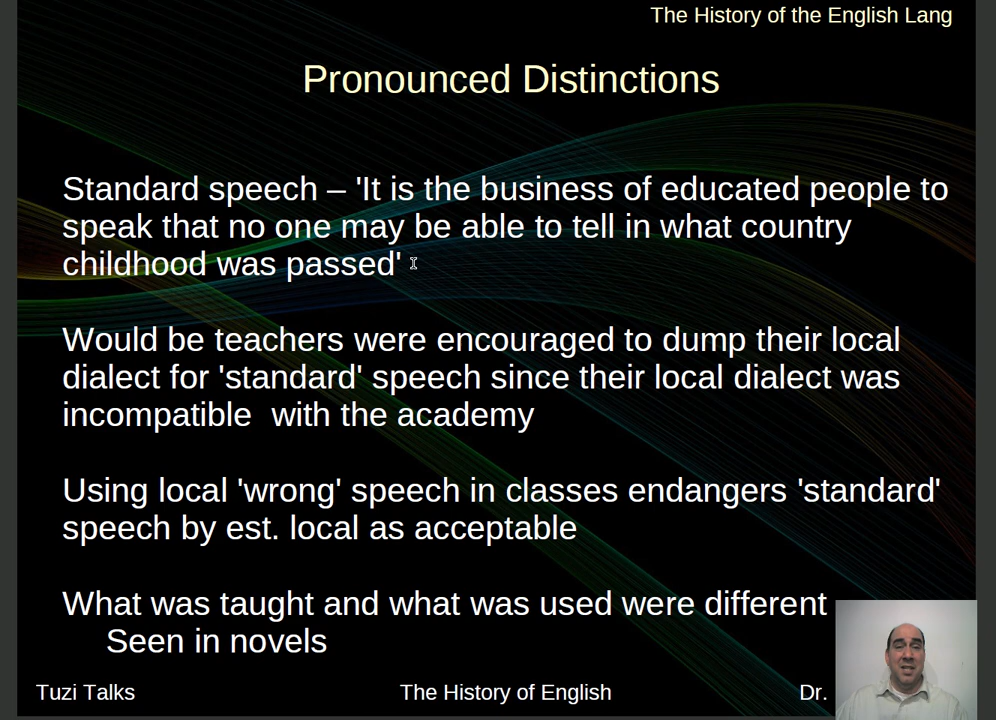 The History of the English Lang
Pronounced Distinctions
Standard speech – 'It is the business of educated people to
speak that no one may be able to tell in what country
childhood was passed'
Would be teachers were encouraged to dump their local
dialect for 'standard' speech since their local dialect was
incompatible  with the academy
Using local 'wrong' speech in classes endangers 'standard'
speech by est. local as acceptable
What was taught and what was used were different
Seen in novels
Tuzi Talks
The History of English
Dr.